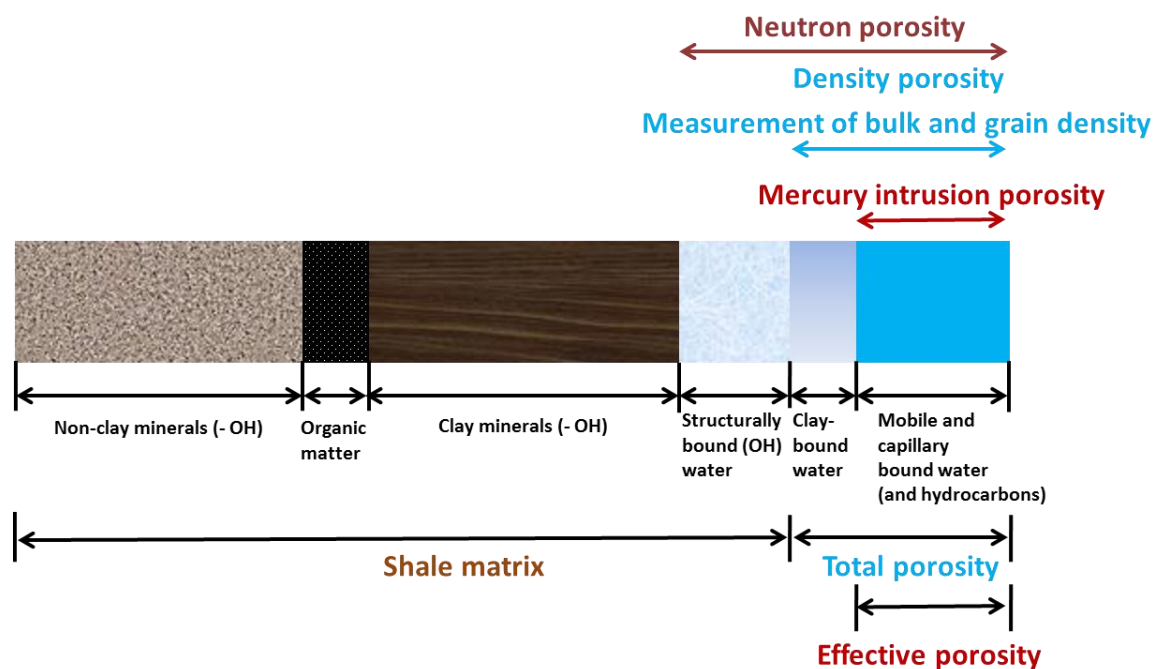 Neutron porosity
Density porosity
Measurement of bulk and grain density
Mercury intrusion porosity
Non-clay minerals (- OH)
Organic
matter
Clay minerals (- OH)
Structurally
bound (OH)
water
Clay-
bound
water
Mobile and
capillary
bound water
(and hydrocarbons)
Shale matrix
Total porosity
Effective porosity